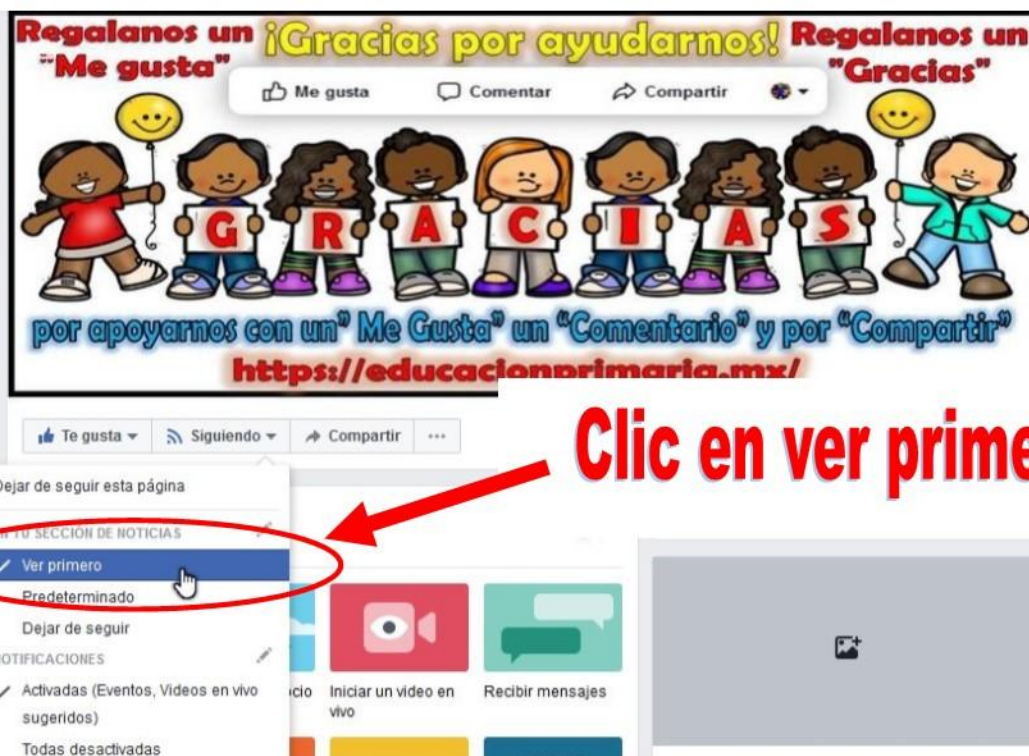 Regalanos un
"Me gusta"
¡Gracias por ayudarnos!
Regalanos un
"Gracias"
Me gusta Comentar Compartir
G R A C I A S
por apoyarnos con un" Me Gusta" un "Comentario" y por "Compartir"
https://educacionprimaria.mx/
Te gusta Siguiendo Compartir ...
Clic en ver prime
Dejar de seguir esta página
TU SECCIÓN DE NOTICIAS
Ver primero
Predeterminado
Dejar de seguir
NOTIFICACIONES
Activadas (Eventos, Videos en vivo
sugeridos)
Todas desactivadas
Iniciar un video en
vivo
Recibir mensajes